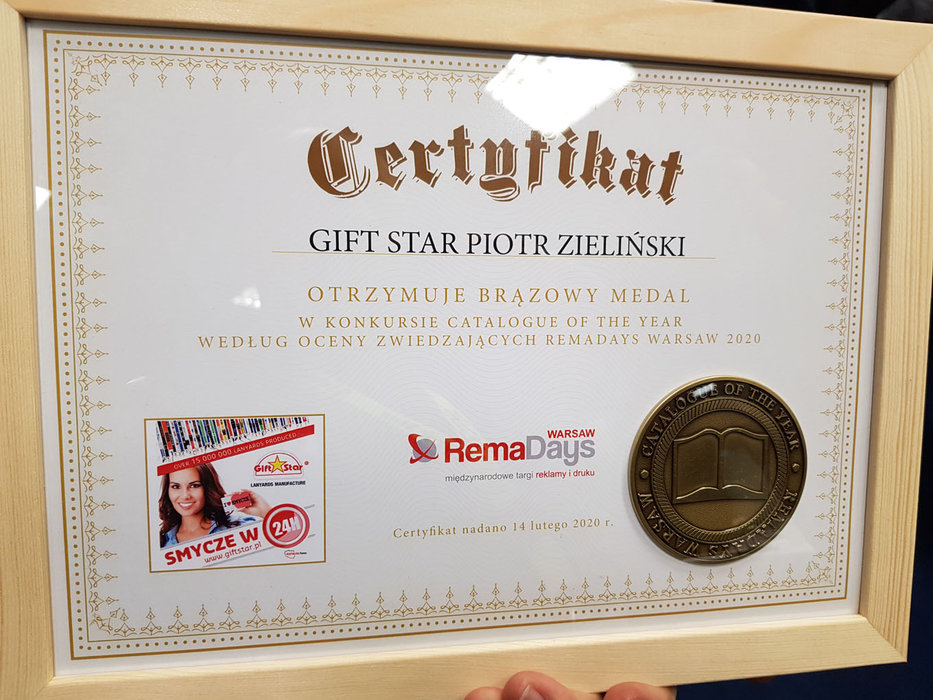 Certyfikat
GIFT STAR PIOTR ZIELIŃSKI
OTRZYMUJE BRĄZOWY MEDAL
W KONKURSIE CATALOGUE OF THE YEAR
WEDŁUG OCENY ZWIEDZAJĄCYCH REMADAYS WARSAW 2020
OVER 15 000 000 LANYARDS PRODUCED
Gift Star®
LANYARDS MANUFACTURE
SMYCZE W 24H
www.giftstar.pl
WARSAW
RemaDays
międzynarodowe targi reklamy i druku
Certyfikat nadano 14 lutego 2020 r.
CATALOGUE OF THE YEAR
REMADAYS WARSAW